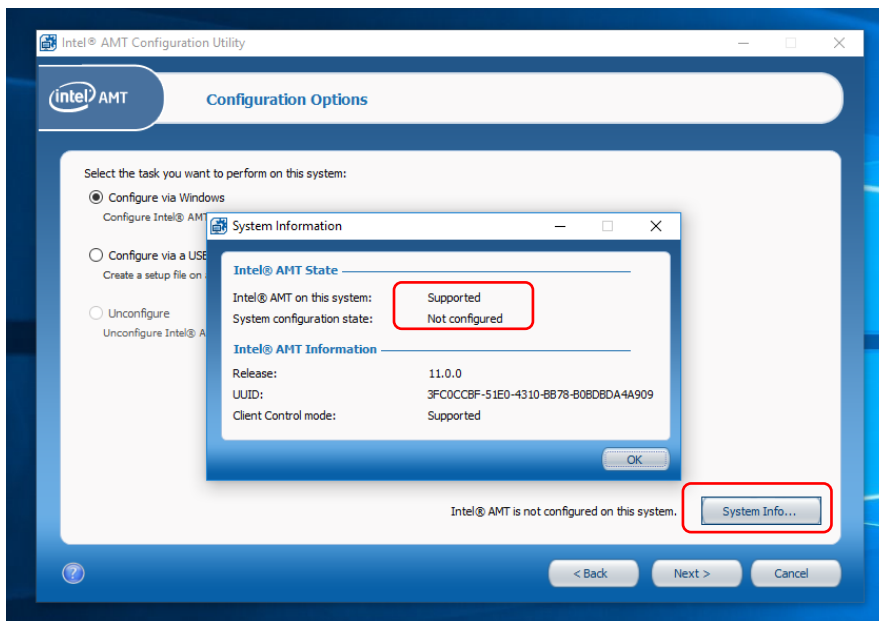 Intel® AMT Configuration Utility
intel AMT
Configuration Options
Select the task you want to perform on this system:
Configure via Windows
Configure Intel® AMT
Configure via a USB
Create a setup file on
Unconfigure
Unconfigure Intel® A
System Information
Intel® AMT State
Intel® AMT on this system: Supported
System configuration state: Not configured
Intel® AMT Information
Release: 11.0.0
UUID: 3FC0CCBF-51E0-4310-BB78-B0BDBDA4A909
Client Control mode: Supported
OK
Intel® AMT is not configured on this system. System Info...
?
< Back Next > Cancel